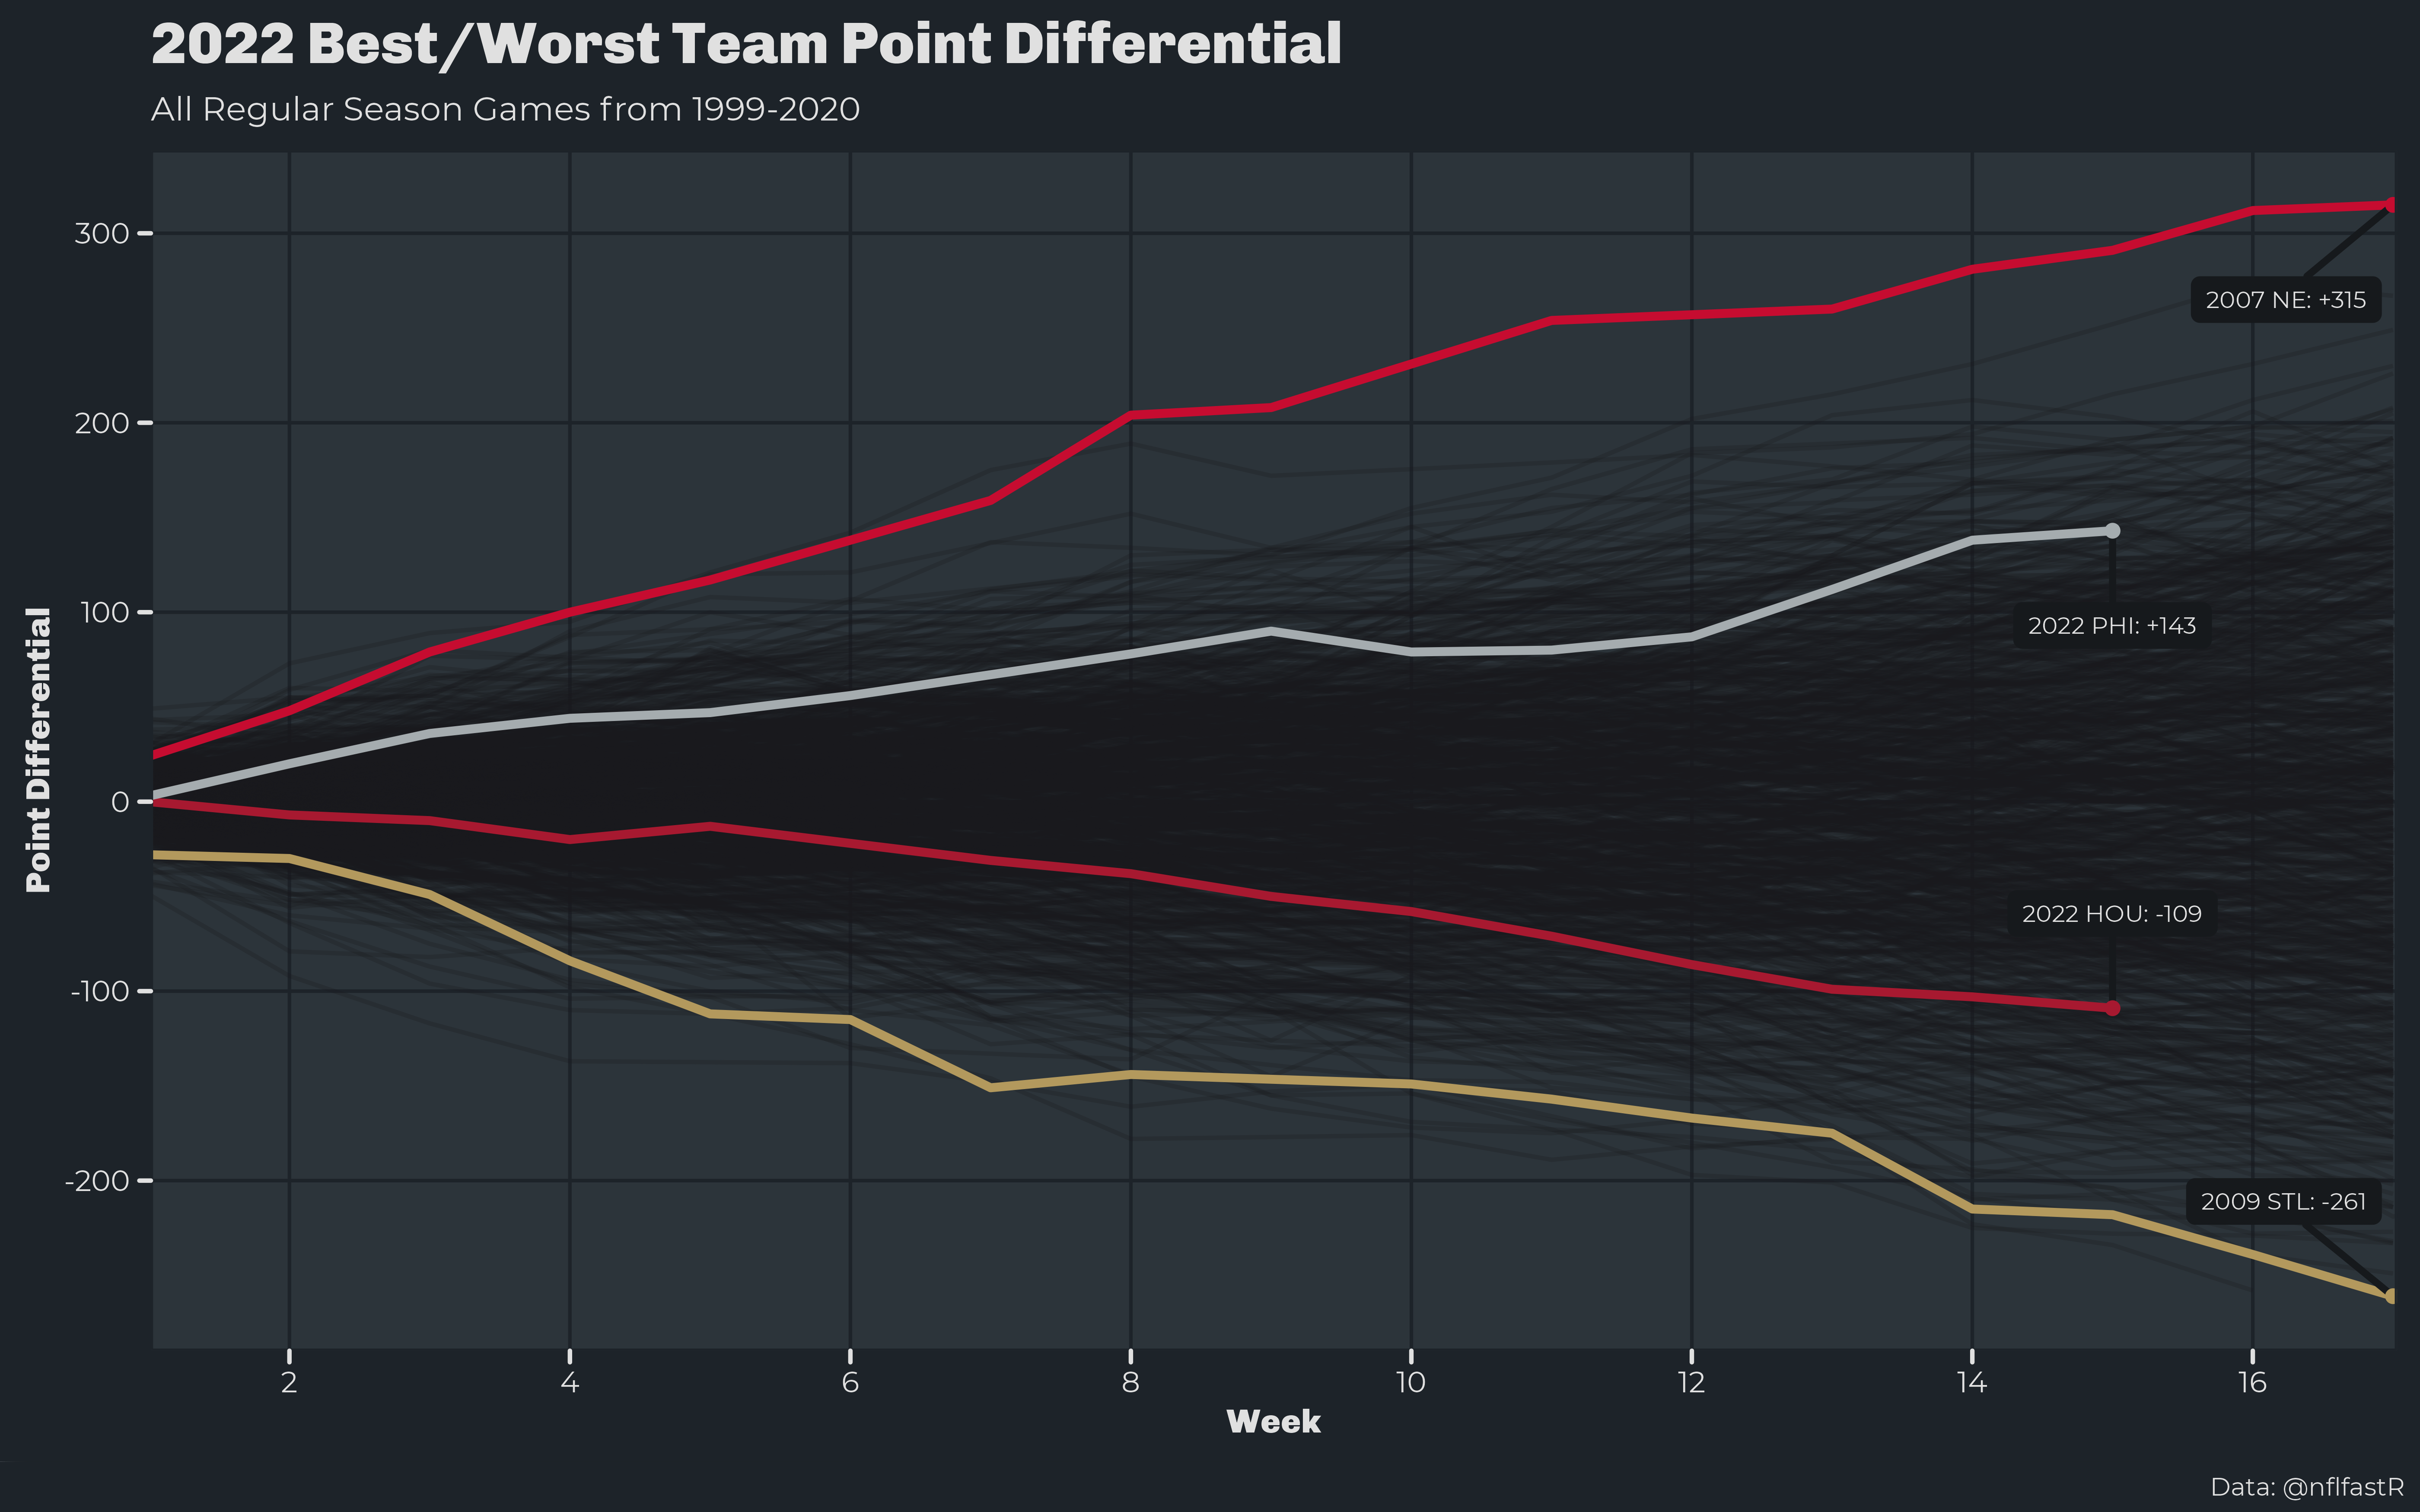 2022 Best/Worst Team Point Differential
All Regular Season Games from 1999-2020
Point Differential
300
200
100
0
-100
-200
2007 NE: +315
2022 PHI: +143
2022 HOU: -109
2009 STL: -261
2 4 6 8 10 12 14 16
Week
Data: @nflfastR